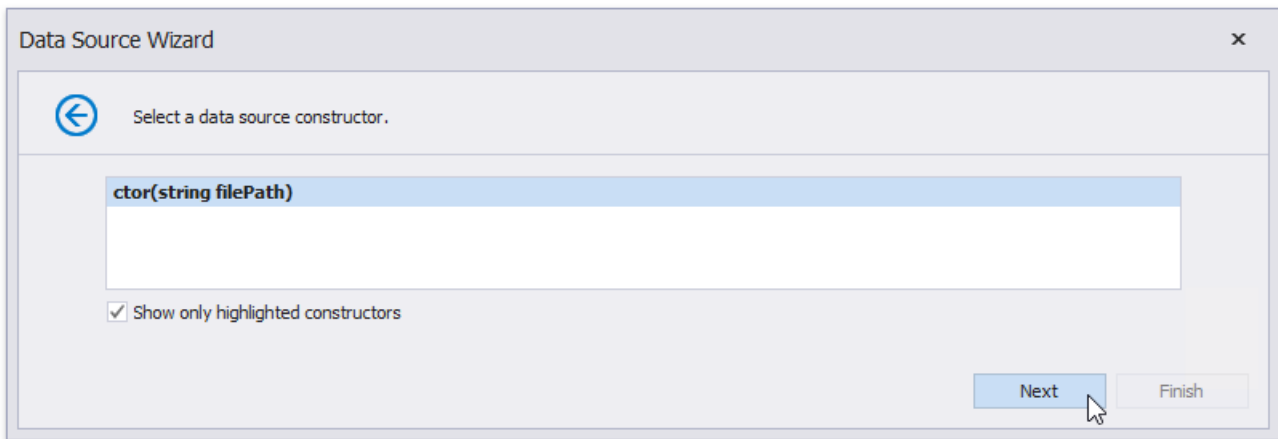 Data Source Wizard
Select a data source constructor.
ctor(string filePath)
Show only highlighted constructors
Next
Finish